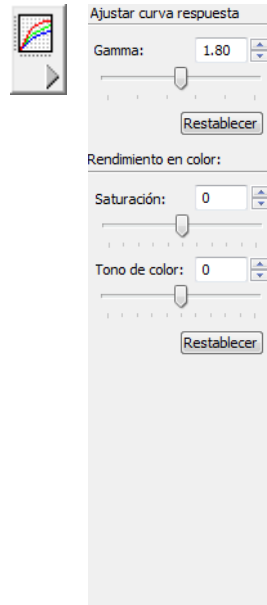 Ajustar curva respuesta
Gamma: 1.80
Restablecer
Rendimiento en color:
Saturación: 0
Tono de color: 0
Restablecer